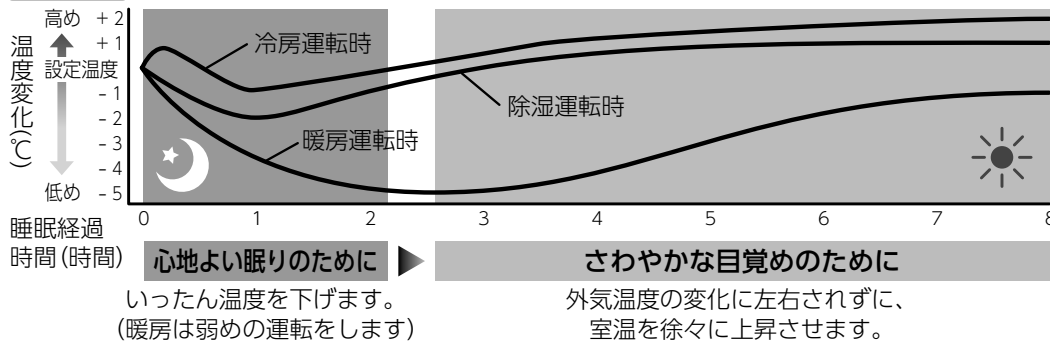 高め
+2
+1
設定温度
-1
-2
-3
-4
-5
低め
温度変化(℃)
冷房運転時
除湿運転時
暖房運転時
0 1 2 3 4 5 6 7 8
睡眠経過
時間(時間)
心地よい眠りのために
いったん温度を下げます。
(暖房は弱めの運転をします)
さわやかな目覚めのために
外気温度の変化に左右されずに、
室温を徐々に上昇させます。